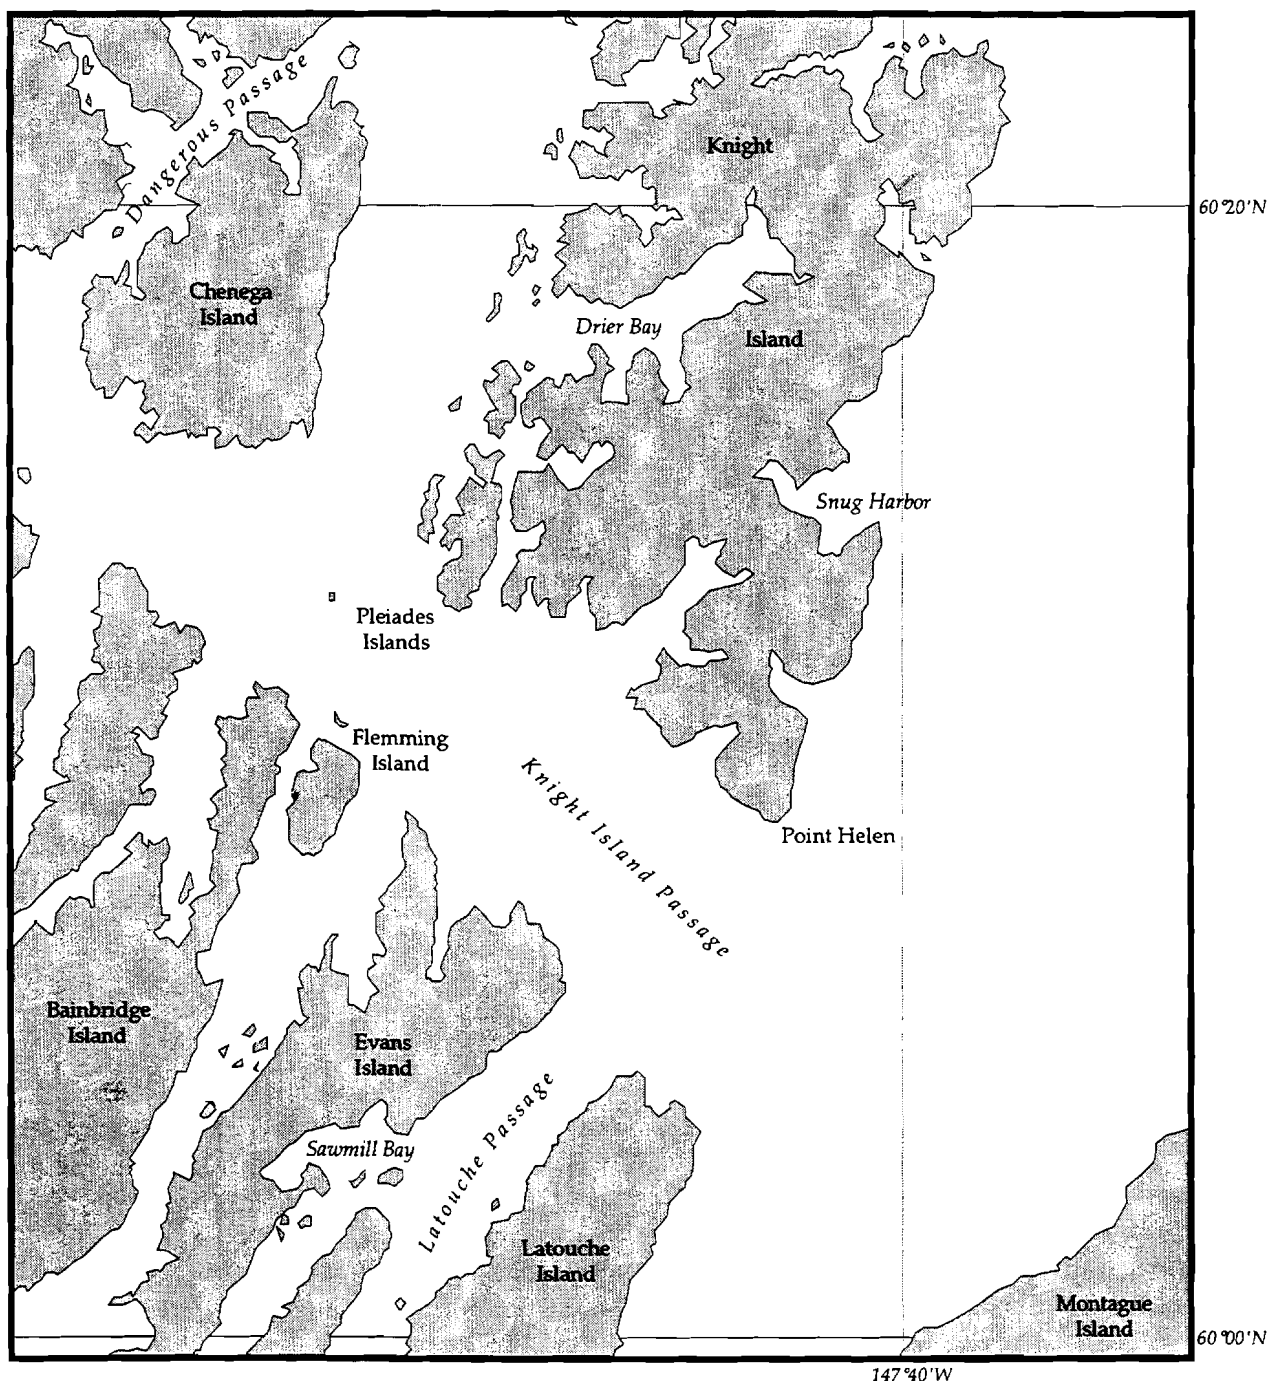 Dangerous Passage
Knight
60°20'N
Chenega
Island
Drier Bay
Island
Snug Harbor
Pleiades
Islands
Flemming
Island
Knight Island Passage
Point Helen
Bainbridge
Island
Evans
Island
Sawmill Bay
Latouche Passage
Latouche
Island
Montague
Island
60°00'N
147°40'W